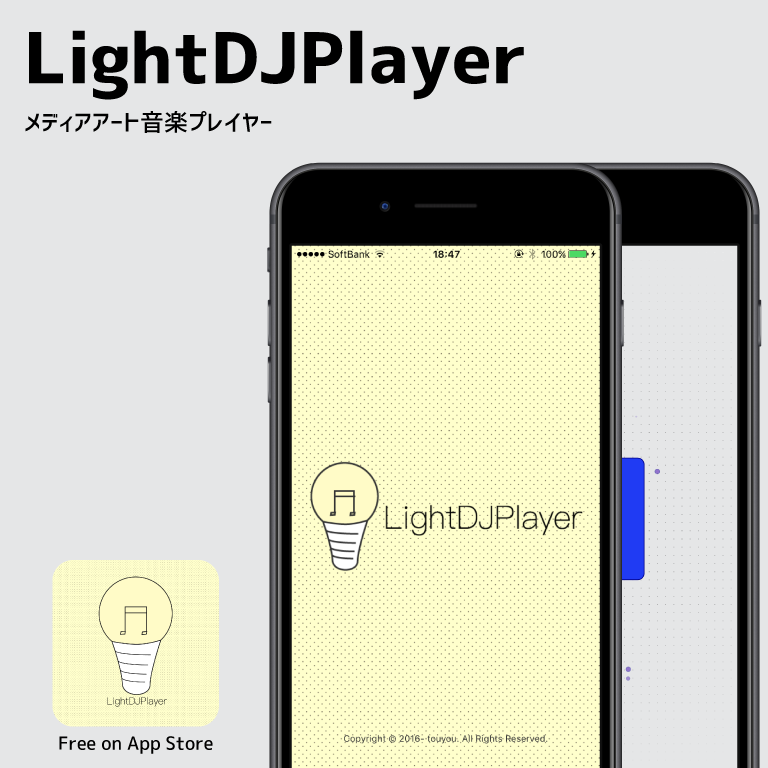 LightDJPlayer
メディアアート音楽プレイヤー
SoftBank 18:47 100%
LightDJPlayer
LightDJPlayer
Free on App Store
Copyright © 2016- touyou. All Rights Reserved.